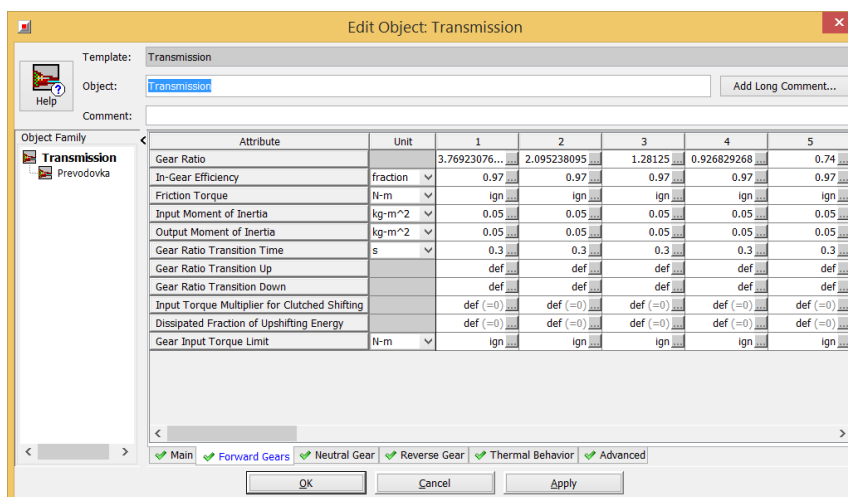 Edit Object: Transmission
Template: Transmission
Help
Object: Transmission Add Long Comment...
Comment:
Object Family
Transmission
Prevodovka
Attribute Unit 1 2 3 4 5
Gear Ratio 3.76923076... ... 2.095238095 ... 1.28125 ... 0.926829268 ... 0.74 ...
In-Gear Efficiency fraction 0.97 ... 0.97 ... 0.97 ... 0.97 ... 0.97 ...
Friction Torque N-m ign ... ign ... ign ... ign ... ign ...
Input Moment of Inertia kg-m^2 0.05 ... 0.05 ... 0.05 ... 0.05 ... 0.05 ...
Output Moment of Inertia kg-m^2 0.05 ... 0.05 ... 0.05 ... 0.05 ... 0.05 ...
Gear Ratio Transition Time s 0.3 ... 0.3 ... 0.3 ... 0.3 ... 0.3 ...
Gear Ratio Transition Up def ... def ... def ... def ... def ...
Gear Ratio Transition Down def ... def ... def ... def ... def ...
Input Torque Multiplier for Clutched Shifting def (=0) ... def (=0) ... def (=0) ... def (=0) ... def (=0) ...
Dissipated Fraction of Upshifting Energy def (=0) ... def (=0) ... def (=0) ... def (=0) ... def (=0) ...
Gear Input Torque Limit N-m ign ... ign ... ign ... ign ... ign ...
Main Forward Gears Neutral Gear Reverse Gear Thermal Behavior Advanced
OK Cancel Apply